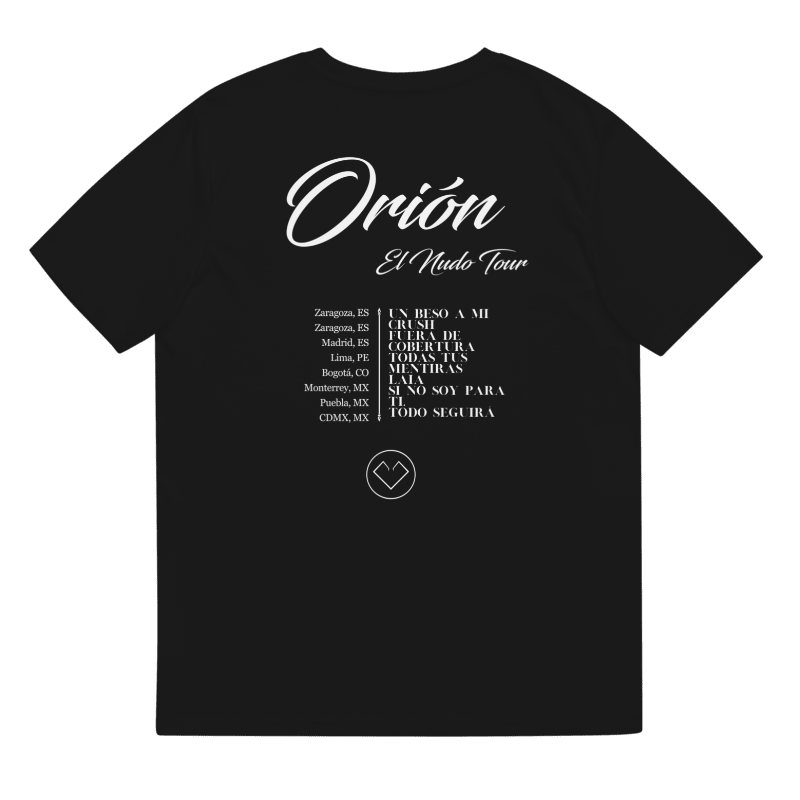 Orión
El Nudo Tour
Zaragoza, ES
Zaragoza, ES
Madrid, ES
Lima, PE
Bogotá, CO
Monterrey, MX
Puebla, MX
CDMX, MX
UN BESO A MI
CRUSH
FUERA DE
COBERTURA
TODAS TUS
MENTIRAS
LAIA
SI NO SOY PARA
TI.
TODO SEGUIRA